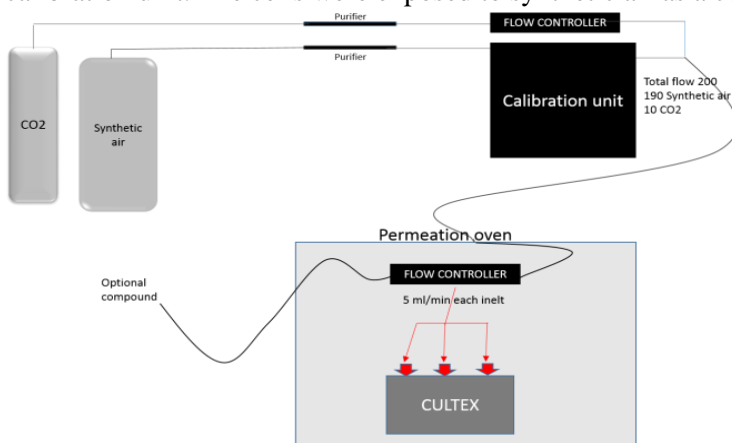 Purifier
FLOW CONTROLLER
Purifier
CO2
Synthetic
air
Calibration unit
Total flow 200
190 Synthetic air
10 CO2
Permeation oven
FLOW CONTROLLER
Optional
compound
5 ml/min each inelt
CULTEX